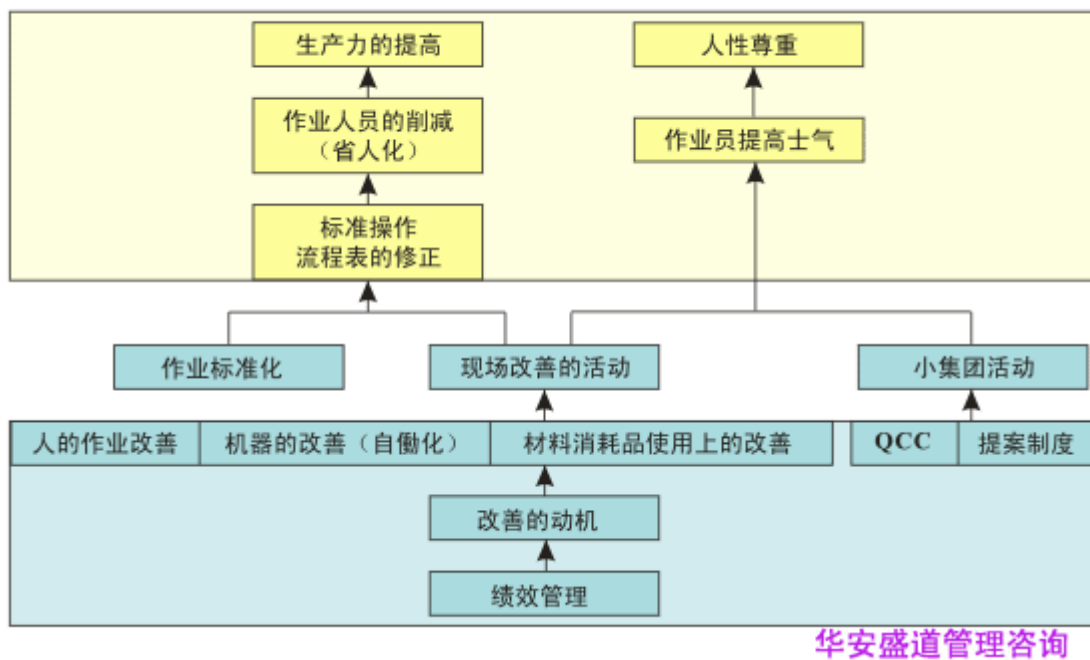 生产力的提高
人性尊重
作业人员的削减
（省人化）
作业员提高士气
标准操作
流程表的修正
作业标准化
现场改善的活动
小集团活动
人的作业改善
机器的改善（自働化）
材料消耗品使用上的改善
QCC
提案制度
改善的动机
绩效管理
华安盛道管理咨询